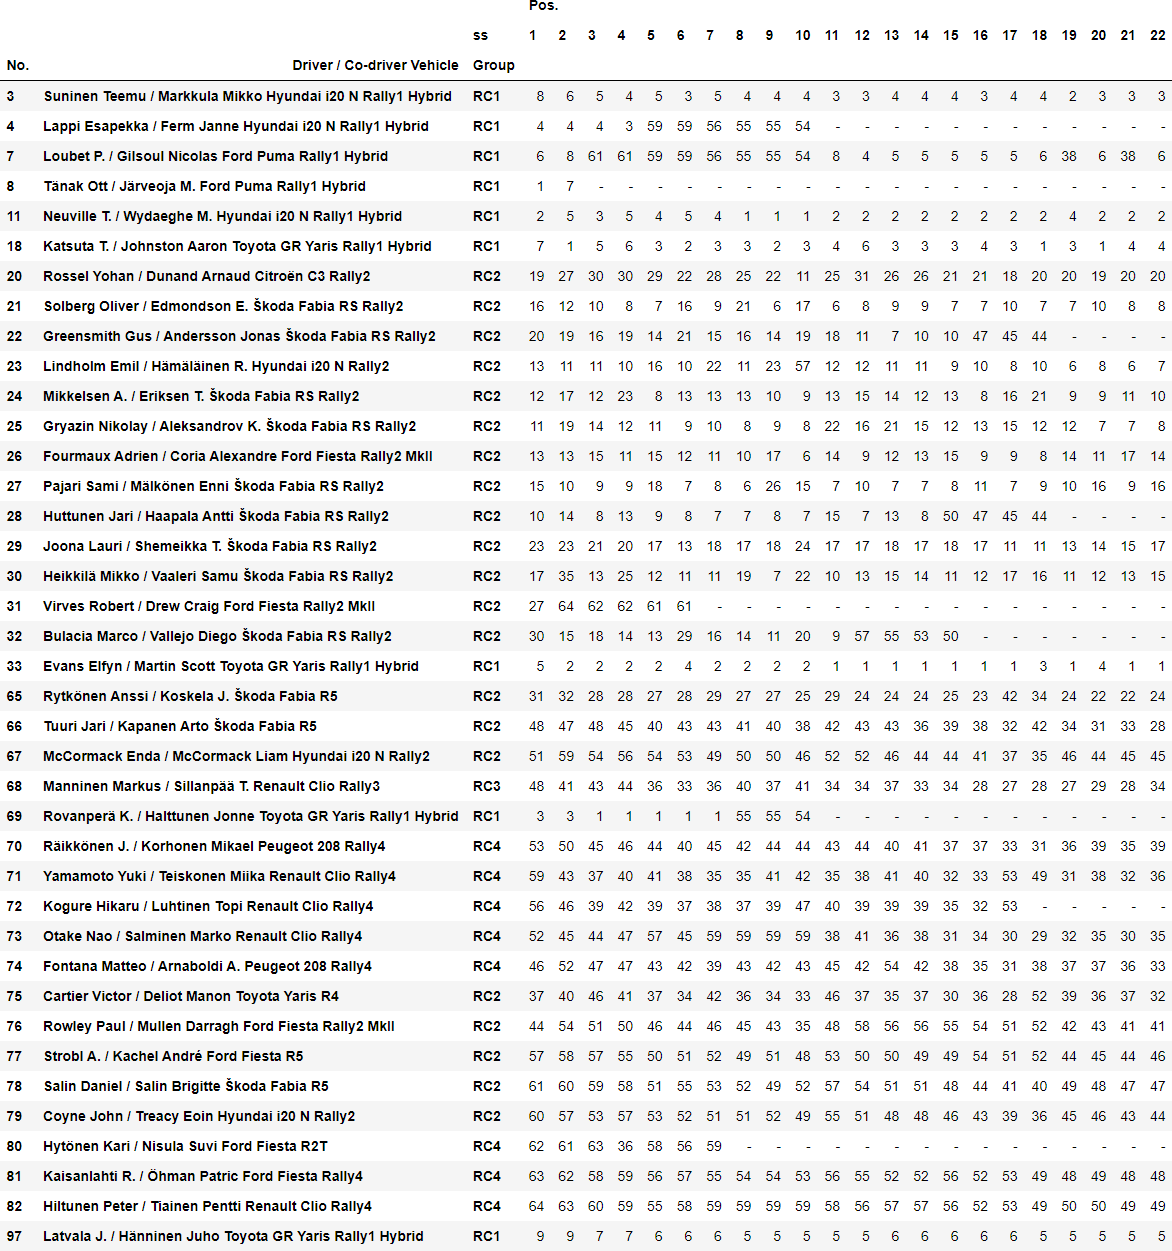 Pos.
ss 1 2 3 4 5 6 7 8 9 10 11 12 13 14 15 16 17 18 19 20 21 22
No. Driver / Co-driver Vehicle Group
3 Suninen Teemu / Markkula Mikko Hyundai i20 N Rally1 Hybrid RC1 8 6 5 4 5 3 5 4 4 4 3 3 4 4 4 3 4 4 2 3 3 3
4 Lappi Esapekka / Ferm Janne Hyundai i20 N Rally1 Hybrid RC1 4 4 4 3 59 59 56 55 55 54 - - - - - - - - - - - -
7 Loubet P. / Gilsoul Nicolas Ford Puma Rally1 Hybrid RC1 6 8 61 61 59 59 56 55 55 54 8 4 5 5 5 5 5 6 38 6 38 6
8 Tänak Ott / Järveoja M. Ford Puma Rally1 Hybrid RC1 1 7 - - - - - - - - - - - - - - - - - - - -
11 Neuville T. / Wydaeghe M. Hyundai i20 N Rally1 Hybrid RC1 2 5 3 5 4 5 4 1 1 1 2 2 2 2 2 2 2 2 4 2 2 2
18 Katsuta T. / Johnston Aaron Toyota GR Yaris Rally1 Hybrid RC1 7 1 5 6 3 2 3 3 2 3 4 6 3 3 3 4 3 1 3 1 4 4
20 Rossel Yohan / Dunand Arnaud Citroën C3 Rally2 RC2 19 27 30 30 29 22 28 25 22 11 25 31 26 26 21 21 18 20 20 19 20 20
21 Solberg Oliver / Edmondson E. Škoda Fabia RS Rally2 RC2 16 12 10 8 7 16 9 21 6 17 6 8 9 9 7 7 10 7 7 10 8 8
22 Greensmith Gus / Andersson Jonas Škoda Fabia RS Rally2 RC2 20 19 16 19 14 21 15 16 14 19 18 11 7 10 10 47 45 44 - - - -
23 Lindholm Emil / Hämäläinen R. Hyundai i20 N Rally2 RC2 13 11 11 10 16 10 22 11 23 57 12 12 11 11 9 10 8 10 6 8 6 7
24 Mikkelsen A. / Eriksen T. Škoda Fabia RS Rally2 RC2 12 17 12 23 8 13 13 13 10 9 13 15 14 12 13 8 16 21 9 9 11 10
25 Gryazin Nikolay / Aleksandrov K. Škoda Fabia RS Rally2 RC2 11 19 14 12 11 9 10 8 9 8 22 16 21 15 12 13 15 12 12 7 7 8
26 Fourmaux Adrien / Coria Alexandre Ford Fiesta Rally2 MkII RC2 13 13 15 11 15 12 11 10 17 6 14 9 12 13 15 9 9 8 14 11 17 14
27 Pajari Sami / Mälkönen Enni Škoda Fabia RS Rally2 RC2 15 10 9 9 18 7 8 6 26 15 7 10 7 7 8 11 7 9 10 16 9 16
28 Huttunen Jari / Haapala Antti Škoda Fabia RS Rally2 RC2 10 14 8 13 9 8 7 7 8 7 15 7 13 8 50 47 45 44 - - - -
29 Joona Lauri / Shemeikka T. Škoda Fabia RS Rally2 RC2 23 23 21 20 17 13 18 17 18 24 17 17 18 17 18 17 11 11 13 14 15 17
30 Heikkilä Mikko / Vaaleri Samu Škoda Fabia RS Rally2 RC2 17 35 13 25 12 11 11 19 7 22 10 13 15 14 11 12 17 16 11 12 13 15
31 Virves Robert / Drew Craig Ford Fiesta Rally2 MkII RC2 27 64 62 62 61 61 - - - - - - - - - - - - - - - -
32 Bulacia Marco / Vallejo Diego Škoda Fabia RS Rally2 RC2 30 15 18 14 13 29 16 14 11 20 9 57 55 53 50 - - - - - - -
33 Evans Elfyn / Martin Scott Toyota GR Yaris Rally1 Hybrid RC1 5 2 2 2 2 4 2 2 2 2 1 1 1 1 1 1 1 3 1 4 1 1
65 Rytkönen Anssi / Koskela J. Škoda Fabia R5 RC2 31 32 28 28 27 28 29 27 27 25 29 24 24 24 25 23 42 34 24 22 22 24
66 Tuuri Jari / Kapanen Arto Škoda Fabia R5 RC2 48 47 48 45 40 43 43 41 40 38 42 43 43 36 39 38 32 42 34 31 33 28
67 McCormack Enda / McCormack Liam Hyundai i20 N Rally2 RC2 51 59 54 56 54 53 49 50 50 46 52 52 46 44 44 41 37 35 46 44 45 45
68 Manninen Markus / Sillanpää T. Renault Clio Rally3 RC3 48 41 43 44 36 33 36 40 37 41 34 34 37 33 34 28 27 28 27 29 28 34
69 Rovanperä K. / Halttunen Jonne Toyota GR Yaris Rally1 Hybrid RC1 3 3 1 1 1 1 1 55 55 54 - - - - - - - - - - - -
70 Räikkönen J. / Korhonen Mikael Peugeot 208 Rally4 RC4 53 50 45 46 44 40 45 42 44 44 43 44 40 41 37 37 33 31 36 39 35 39
71 Yamamoto Yuki / Teiskonen Miika Renault Clio Rally4 RC4 59 43 37 40 41 38 35 35 41 42 35 38 41 40 32 33 53 49 31 38 32 36
72 Kogure Hikaru / Luhtinen Topi Renault Clio Rally4 RC4 56 46 39 42 39 37 38 37 39 47 40 39 39 39 35 32 53 - - - - -
73 Otake Nao / Salminen Marko Renault Clio Rally4 RC4 52 45 44 47 57 45 59 59 59 59 38 41 36 38 31 34 30 29 32 35 30 35
74 Fontana Matteo / Arnaboldi A. Peugeot 208 Rally4 RC4 46 52 47 47 43 42 39 43 42 43 45 42 54 42 38 35 31 38 37 37 36 33
75 Cartier Victor / Deliot Manon Toyota Yaris R4 RC2 37 40 46 41 37 34 42 36 34 33 46 37 35 37 30 36 28 52 39 36 37 32
76 Rowley Paul / Mullen Darragh Ford Fiesta Rally2 MkII RC2 44 54 51 50 46 44 46 45 43 35 48 58 56 56 55 54 51 52 42 43 41 41
77 Strobl A. / Kachel André Ford Fiesta R5 RC2 57 58 57 55 50 51 52 49 51 48 53 50 50 49 49 54 51 52 44 45 44 46
78 Salin Daniel / Salin Brigitte Škoda Fabia R5 RC2 61 60 59 58 51 55 53 52 49 52 57 54 51 51 48 44 41 40 49 48 47 47
79 Coyne John / Treacy Eoin Hyundai i20 N Rally2 RC2 60 57 53 57 53 52 51 51 52 49 55 51 48 48 46 43 39 36 45 46 43 44
80 Hytönen Kari / Nisula Suvi Ford Fiesta R2T RC4 62 61 63 36 58 56 59 - - - - - - - - - - - - - - -
81 Kaisanlahti R. / Öhman Patric Ford Fiesta Rally4 RC4 63 62 58 59 56 57 55 54 54 53 56 55 52 52 56 52 53 49 48 49 48 48
82 Hiltunen Peter / Tiainen Pentti Renault Clio Rally4 RC4 64 63 60 59 55 58 59 59 59 59 58 56 57 57 56 52 53 49 50 50 49 49
97 Latvala J. / Hänninen Juho Toyota GR Yaris Rally1 Hybrid RC1 9 9 7 7 6 6 6 5 5 5 5 5 6 6 6 6 6 5 5 5 5 5